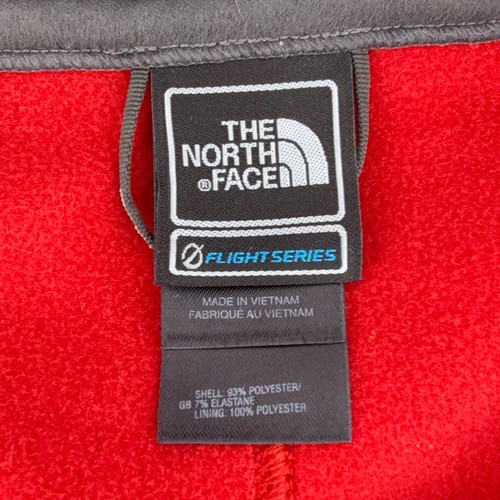 THE
NORTH
® FACE
FLIGHT SERIES
MADE IN VIETNAM
FABRIQUÉ AU VIETNAM
SHELL: 93% POLYESTER/
GB 7% ELASTANE
LINING: 100% POLYESTER